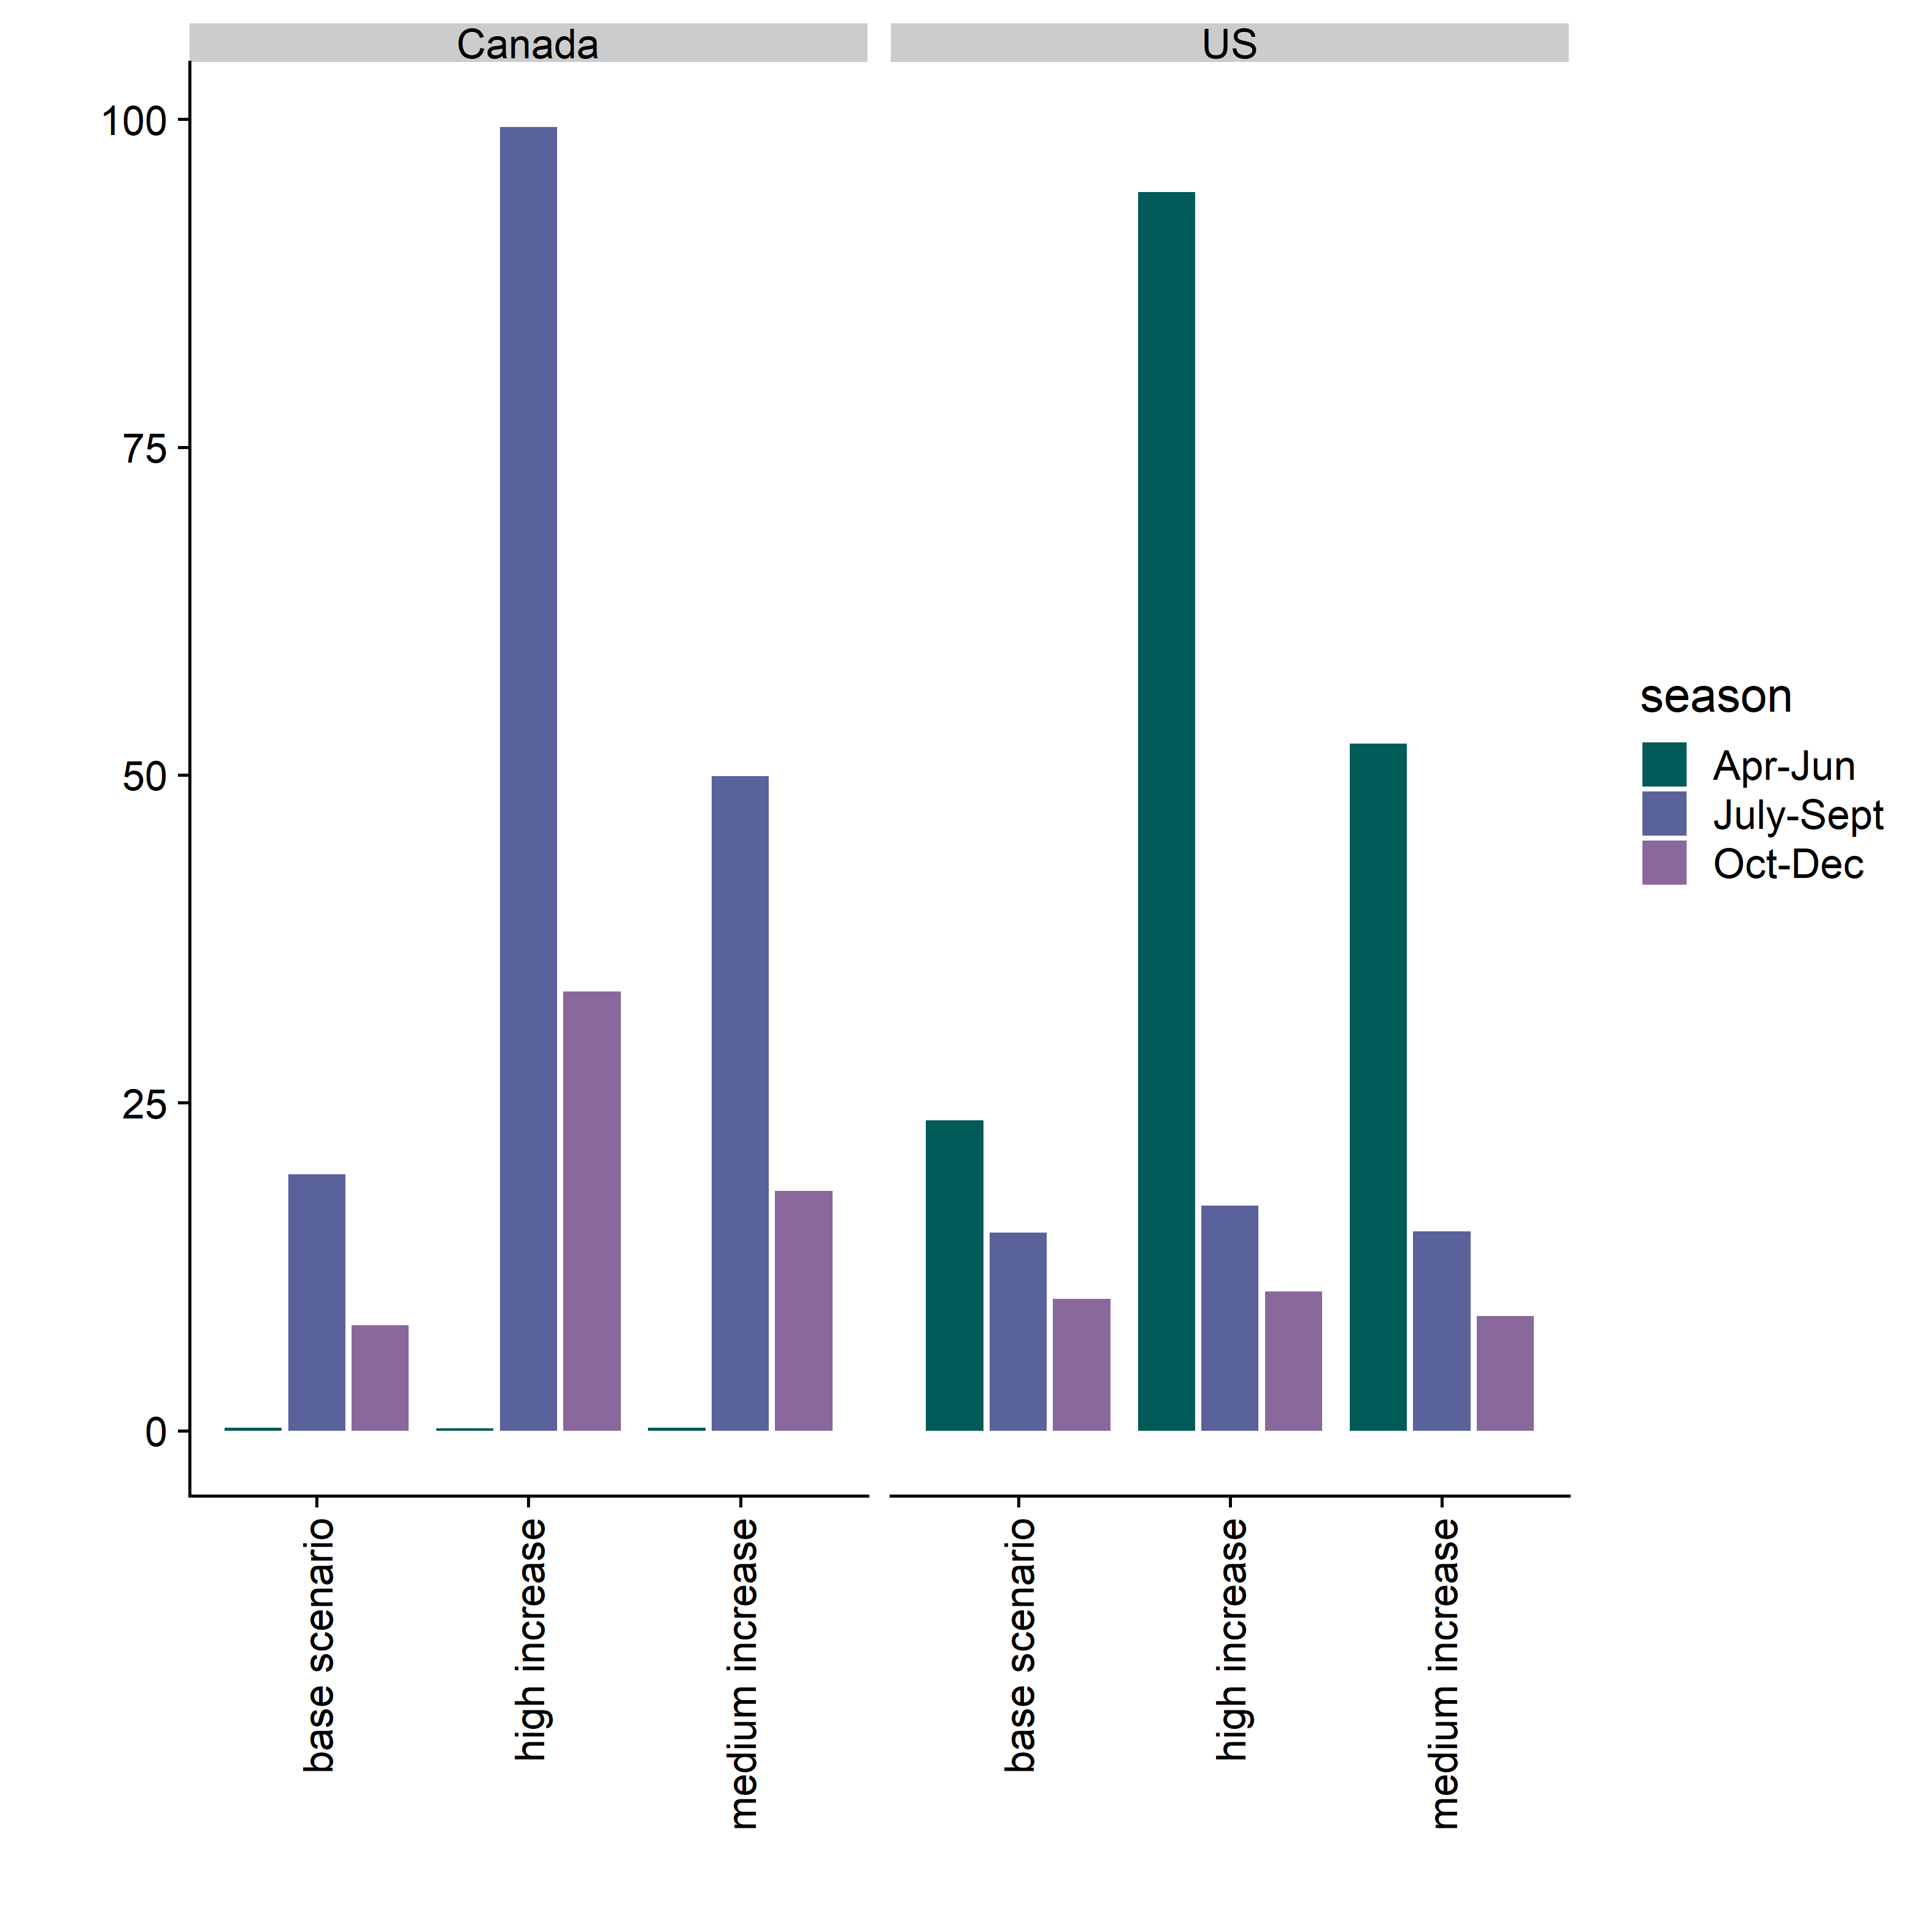 Canada
US
100
75
50
25
0
base scenario
high increase
medium increase
base scenario
high increase
medium increase
season
Apr-Jun
July-Sept
Oct-Dec